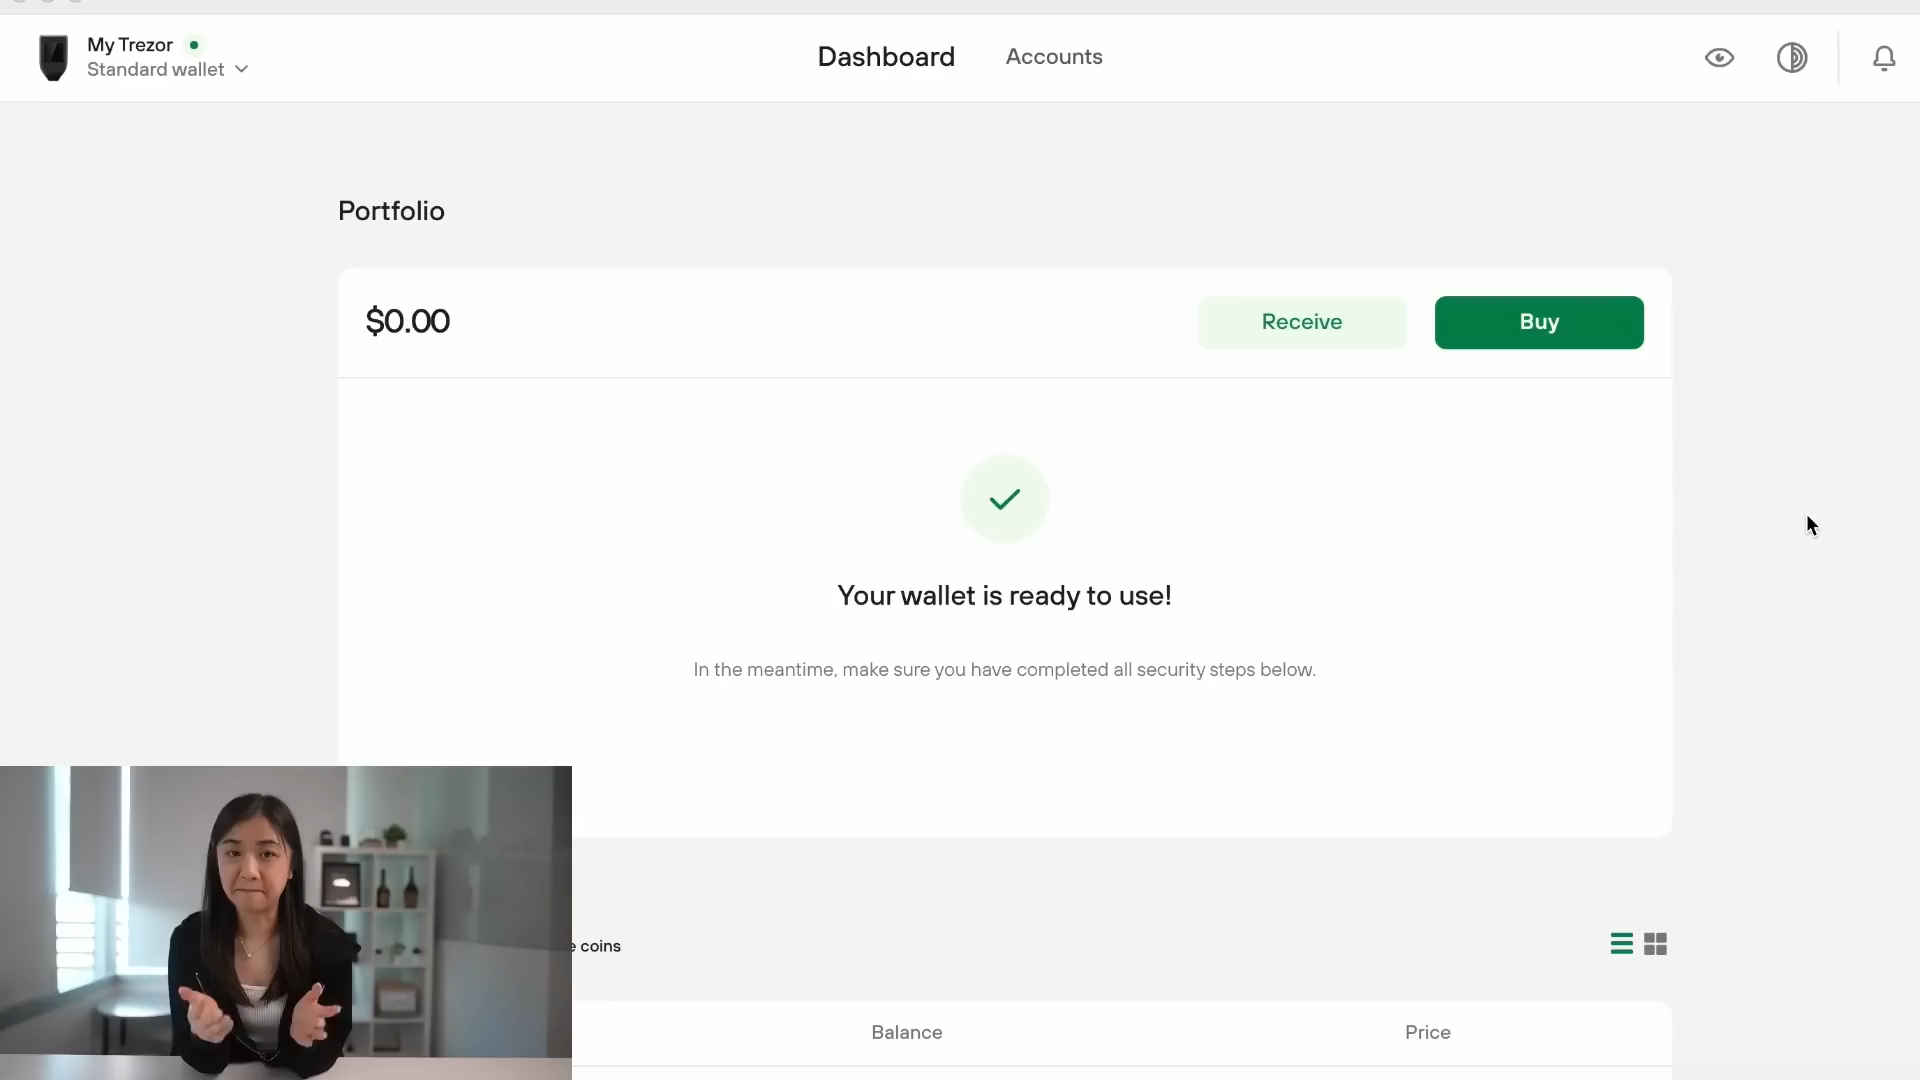 My Trezor
Standard wallet
Dashboard
Accounts
Portfolio
$0.00
Receive
Buy
Your wallet is ready to use!
In the meantime, make sure you have completed all security steps below.
coins
Balance
Price